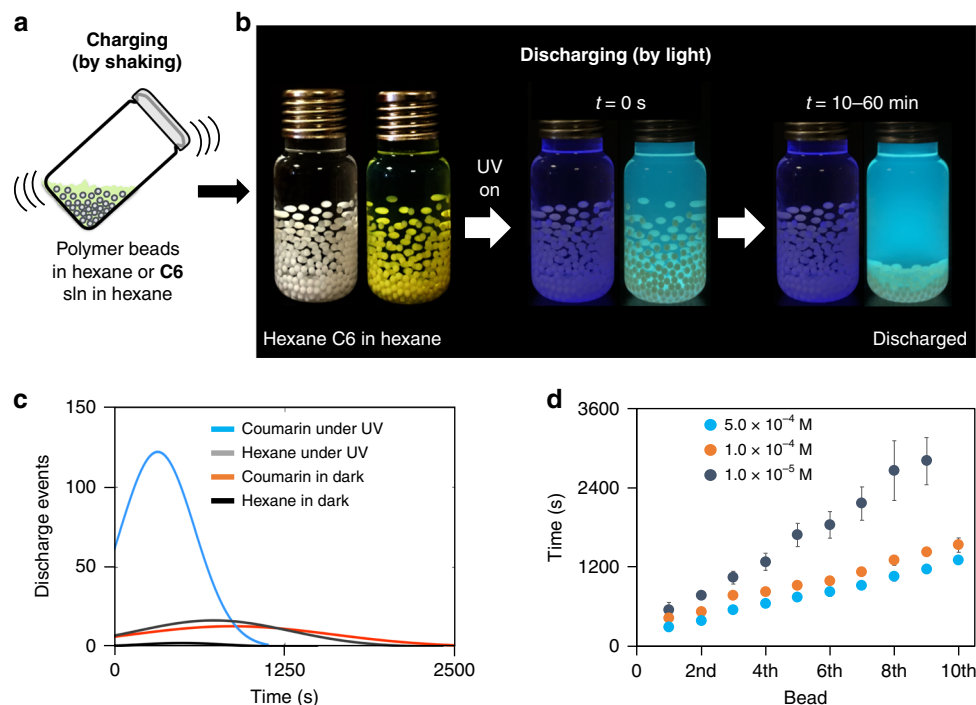 a
Charging
(by shaking)
Polymer beads
in hexane or C6
sln in hexane
b
Discharging (by light)
UV
on
t = 0 s
t = 10–60 min
Hexane C6 in hexane
Discharged
c
150
100
50
0
Discharge events
Coumarin under UV
Hexane under UV
Coumarin in dark
Hexane in dark
0
1250
2500
Time (s)
d
3600
2400
1200
0
Time (s)
5.0 × 10⁻⁴ M
1.0 × 10⁻⁴ M
1.0 × 10⁻⁵ M
0
2nd
4th
6th
8th
10th
Bead